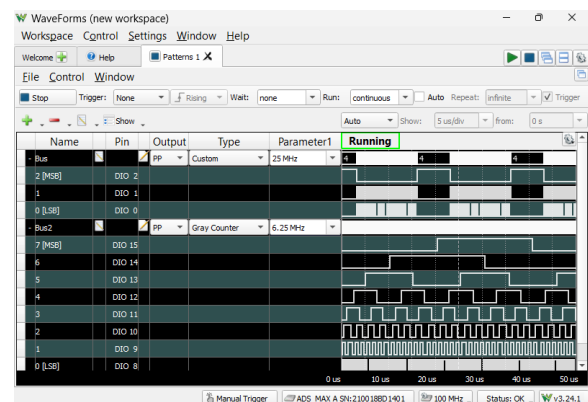 WaveForms (new workspace)
Workspace Control Settings Window Help
Welcome Help Patterns 1
File Control Window
Stop Trigger: None Rising Wait: none Run: continuous Auto Repeat: infinite Trigger
Show Auto Show: 5 us/div from: 0 s
Name Pin Output Type Parameter1 Running
- Bus PP Custom 25 MHz 4 4 4
2 [MSB] DIO 2
1 DIO 1
0 [LSB] DIO 0
- Bus2 PP Gray Counter 6.25 MHz
7 [MSB] DIO 15
6 DIO 14
5 DIO 13
4 DIO 12
3 DIO 11
2 DIO 10
1 DIO 9
0 [LSB] DIO 8
0 us 10 us 20 us 30 us 40 us 50 us
Manual Trigger ADS MAX A SN:210018BD1401 100 MHz Status: OK v3.24.1